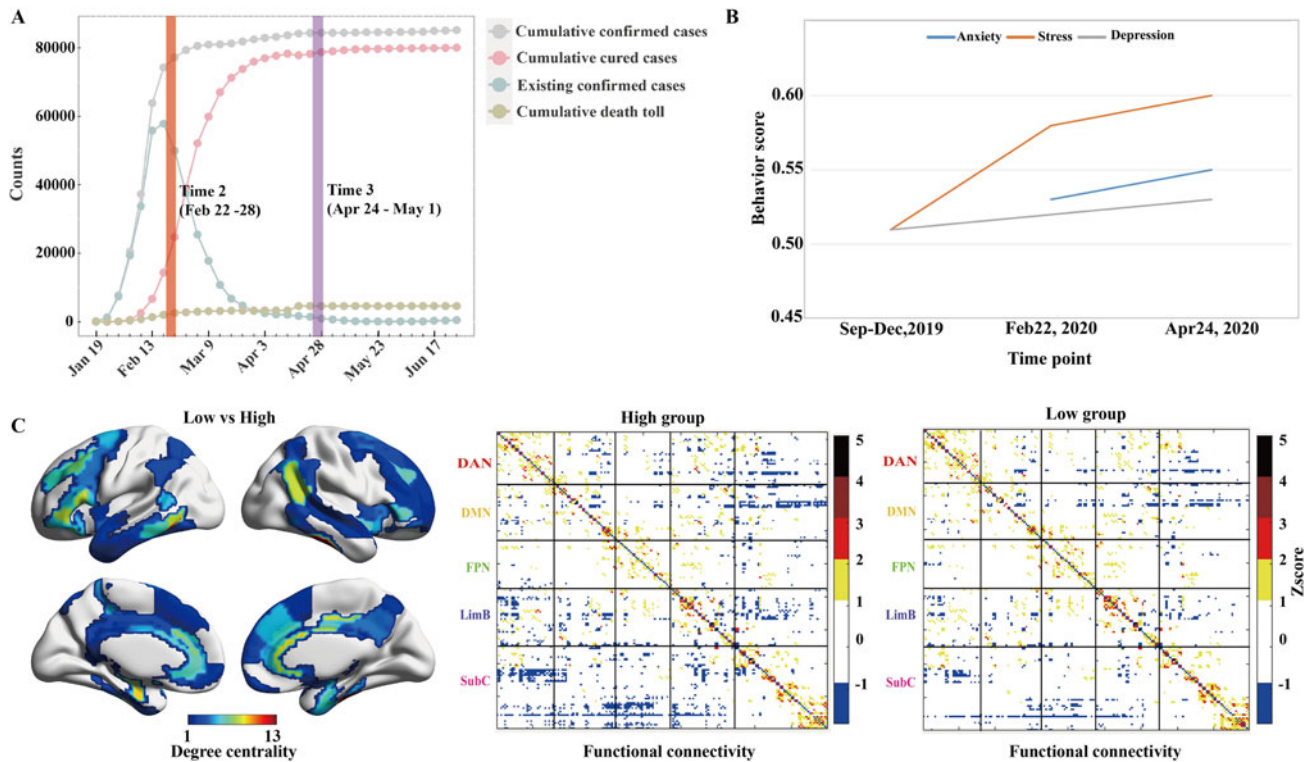 A
80000
60000
40000
20000
0
Counts
Time 2
(Feb 22 -28)
Time 3
(Apr 24 - May 1)
Jan 19
Feb 13
Mar 9
Apr 3
Apr 28
May 23
Jun 17
Cumulative confirmed cases
Cumulative cured cases
Existing confirmed cases
Cumulative death toll
B
Anxiety Stress Depression
0.60
0.55
0.50
0.45
Behavior score
Sep-Dec,2019 Feb22, 2020 Apr24, 2020
Time point
C
Low vs High
1 13
Degree centrality
High group
DAN
DMN
FPN
LimB
SubC
5
4
3
2
1
0
-1
Functional connectivity
Low group
DAN
DMN
FPN
LimB
SubC
5
4
3
2
1
0
-1
Zscore
Functional connectivity